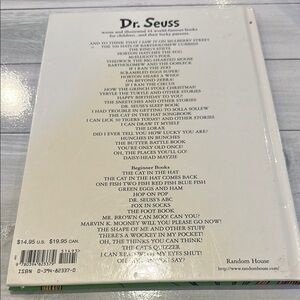 Dr. Seuss
wrote and illustrated 44 world-famous books
for children, and their lucky parents
AND TO THINK THAT I SAW IT ON MULBERRY STREET
THE 500 HATS OF BARTHOLOMEW CUBBINS
THE KING'S STILTS
HORTON HATCHES THE EGG
McELLIGOT'S POOL
THIDWICK THE BIG-HEARTED MOOSE
BARTHOLOMEW AND THE OOBLECK
IF I RAN THE ZOO
SCRAMBLED EGGS SUPER!
HORTON HEARS A WHO!
ON BEYOND ZEBRA!
IF I RAN THE CIRCUS
HOW THE GRINCH STOLE CHRISTMAS!
YERTLE THE TURTLE AND OTHER STORIES
HAPPY BIRTHDAY TO YOU!
THE SNEETCHES AND OTHER STORIES
DR. SEUSS'S SLEEP BOOK
I HAD TROUBLE IN GETTING TO SOLLA SOLLEW
THE CAT IN THE HAT SONGBOOK
I CAN LICK 30 TIGERS TODAY! AND OTHER STORIES
I CAN DRAW IT MYSELF
THE LORAX
DID I EVER TELL YOU HOW LUCKY YOU ARE?
HUNCHES IN BUNCHES
THE BUTTER BATTLE BOOK
YOU'RE ONLY OLD ONCE!
OH, THE PLACES YOU'LL GO!
DAISY-HEAD MAYZIE
Beginner Books
THE CAT IN THE HAT
THE CAT IN THE HAT COMES BACK
ONE FISH TWO FISH RED FISH BLUE FISH
GREEN EGGS AND HAM
HOP ON POP
DR. SEUSS'S ABC
FOX IN SOCKS
THE FOOT BOOK
MR. BROWN CAN MOO! CAN YOU?
MARVIN K. MOONEY WILL YOU PLEASE GO NOW!
THE SHAPE OF ME AND OTHER STUFF
THERE'S A WOCKET IN MY POCKET!
OH, THE THINKS YOU CAN THINK!
THE CAT'S QUIZZER
I CAN READ WITH MY EYES SHUT!
OH SAY CAN YOU SAY?
$14.95 U.S. $19.95 CAN.
ISBN 0-394-82337-0
Random House
http://www.randomhouse.com/